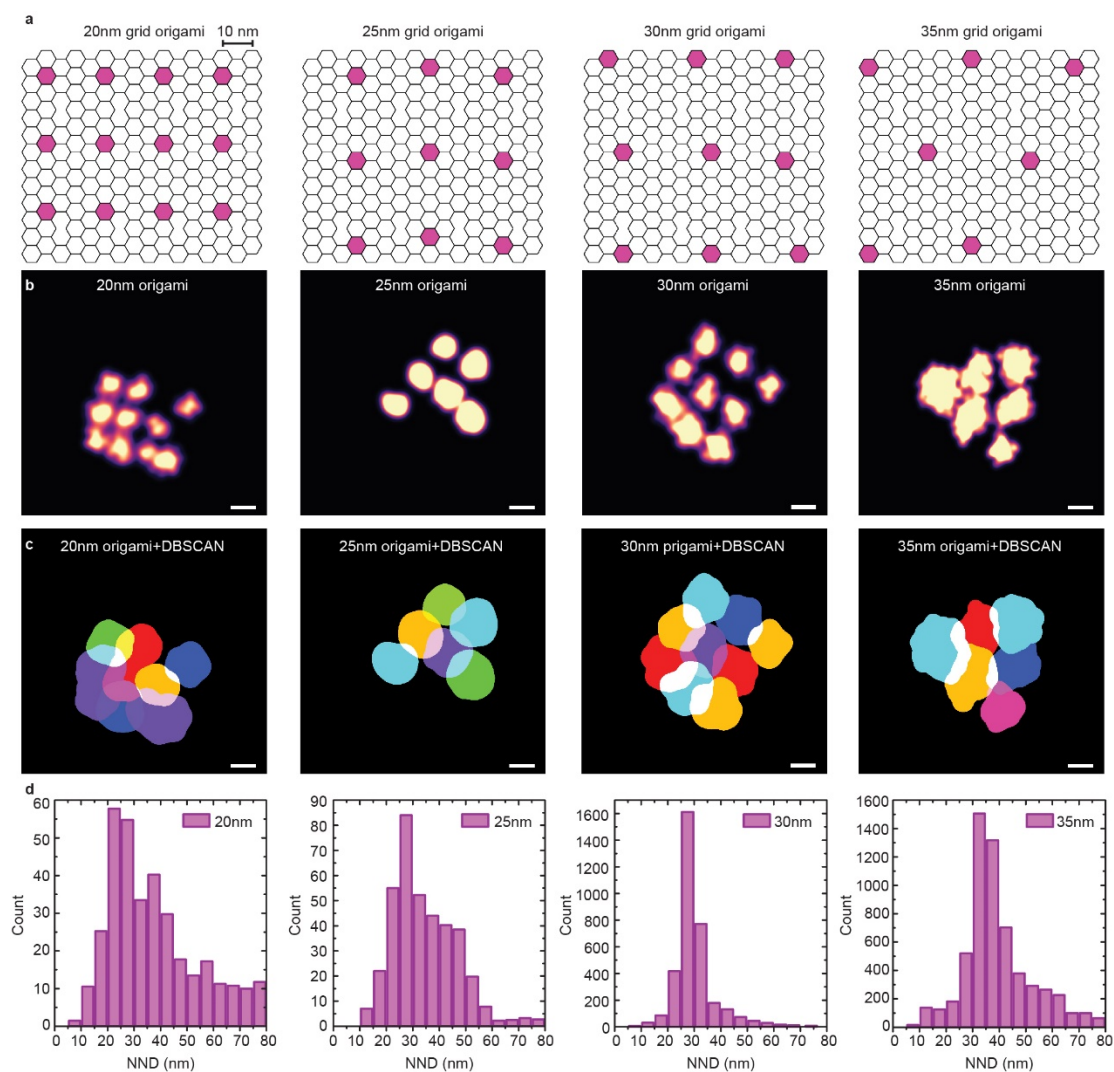 a
20nm grid origami 10 nm 25nm grid origami 30nm grid origami 35nm grid origami
b 20nm origami 25nm origami 30nm origami 35nm origami
c 20nm origami+DBSCAN 25nm origami+DBSCAN 30nm prigami+DBSCAN 35nm origami+DBSCAN
d
60 50 40 30 20 10 0
Count
20nm
0 10 20 30 40 50 60 70 80
NND (nm)
90 80 70 60 50 40 30 20 10 0
Count
25nm
0 10 20 30 40 50 60 70 80
NND (nm)
1600 1400 1200 1000 800 600 400 200 0
Count
30nm
0 10 20 30 40 50 60 70 80
NND (nm)
1600 1400 1200 1000 800 600 400 200 0
Count
35nm
0 10 20 30 40 50 60 70 80
NND (nm)